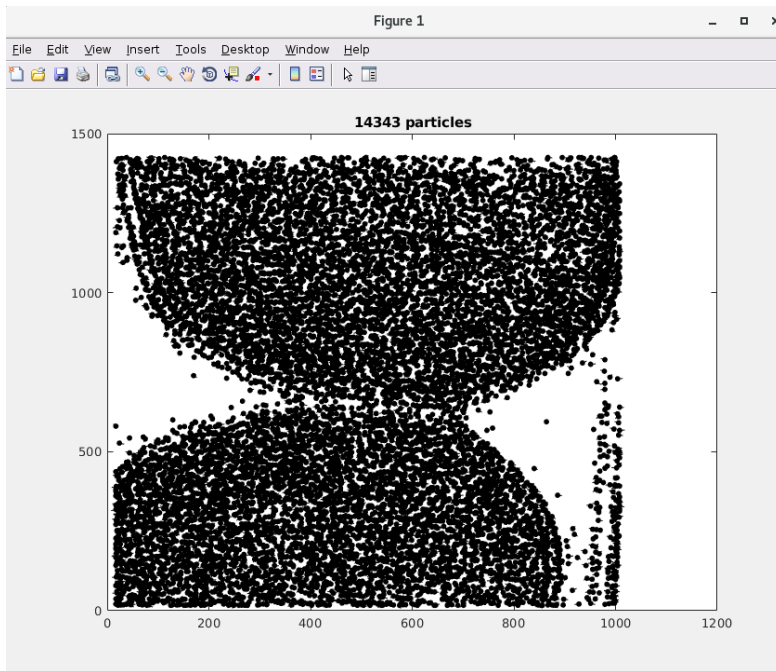 Figure 1
File Edit View Insert Tools Desktop Window Help
14343 particles
1500
1000
500
0
0 200 400 600 800 1000 1200